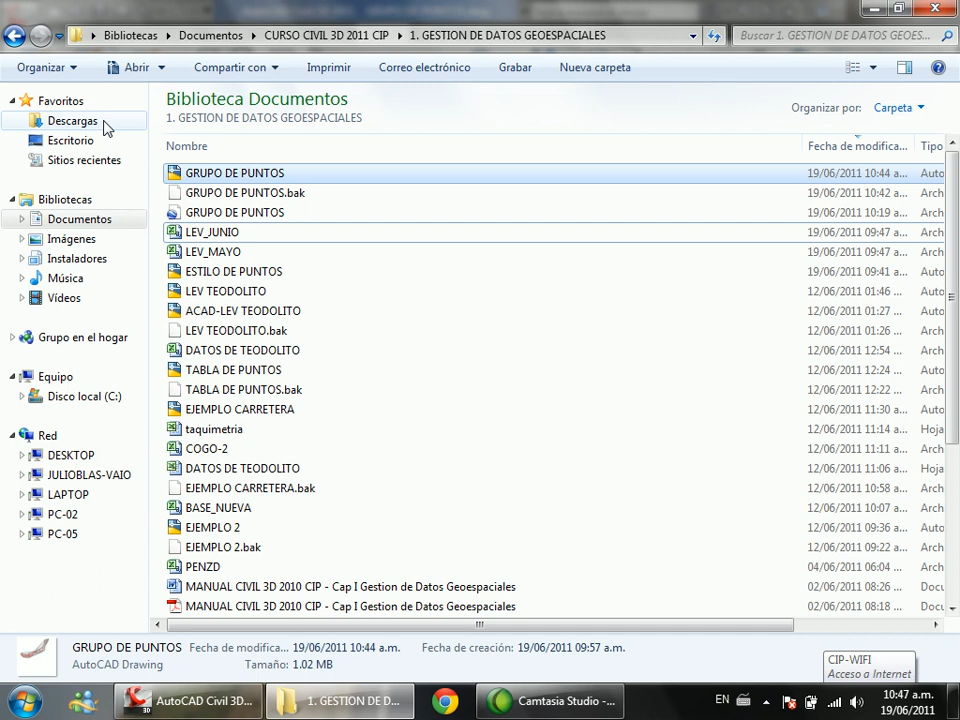 Bibliotecas
Documentos
CURSO CIVIL 3D 2011 CIP
1. GESTION DE DATOS GEOESPACIALES
Buscar 1. GESTION DE DATOS GEOES...
Organizar
Abrir
Compartir con
Imprimir
Correo electrónico
Grabar
Nueva carpeta
Favoritos
Descargas
Escritorio
Sitios recientes
Bibliotecas
Documentos
Imágenes
Instaladores
Música
Vídeos
Grupo en el hogar
Equipo
Disco local (C:)
Red
DESKTOP
JULIOBLAS-VAIO
LAPTOP
PC-02
PC-05
Biblioteca Documentos
1. GESTION DE DATOS GEOESPACIALES
Organizar por: Carpeta
Nombre Fecha de modifica... Tipo
GRUPO DE PUNTOS 19/06/2011 10:44 a... Auto
GRUPO DE PUNTOS.bak 19/06/2011 10:42 a... Arch
GRUPO DE PUNTOS 19/06/2011 10:19 a... Arch
LEV_JUNIO 19/06/2011 09:47 a... Arch
LEV_MAYO 19/06/2011 09:47 a... Arch
ESTILO DE PUNTOS 19/06/2011 09:41 a... Auto
LEV TEODOLITO 12/06/2011 01:46 ... Auto
ACAD-LEV TEODOLITO 12/06/2011 01:27 ... Auto
LEV TEODOLITO.bak 12/06/2011 01:26 ... Arch
DATOS DE TEODOLITO 12/06/2011 12:54 ... Arch
TABLA DE PUNTOS 12/06/2011 12:24 ... Auto
TABLA DE PUNTOS.bak 12/06/2011 12:22 ... Arch
EJEMPLO CARRETERA 12/06/2011 11:30 ... Auto
taquimetria 12/06/2011 11:14 a... Hoja
COGO-2 12/06/2011 11:11 a... Arch
DATOS DE TEODOLITO 12/06/2011 11:06 a... Hoja
EJEMPLO CARRETERA.bak 12/06/2011 10:58 a... Arch
BASE_NUEVA 12/06/2011 10:07 a... Arch
EJEMPLO 2 12/06/2011 09:36 a... Auto
EJEMPLO 2.bak 12/06/2011 09:22 a... Arch
PENZD 04/06/2011 06:04 ... Arch
MANUAL CIVIL 3D 2010 CIP - Cap I Gestion de Datos Geoespaciales 02/06/2011 08:26 ... Docu
MANUAL CIVIL 3D 2010 CIP - Cap I Gestion de Datos Geoespaciales 02/06/2011 08:18 ... Docu
GRUPO DE PUNTOS Fecha de modifica... 19/06/2011 10:44 a.m. Fecha de creación: 19/06/2011 09:57 a.m.
AutoCAD Drawing Tamaño: 1.02 MB
CIP-WIFI
Acceso a Internet
AutoCAD Civil 3D...
1. GESTION DE D...
Camtasia Studio -...
EN
10:47 a.m.
19/06/2011